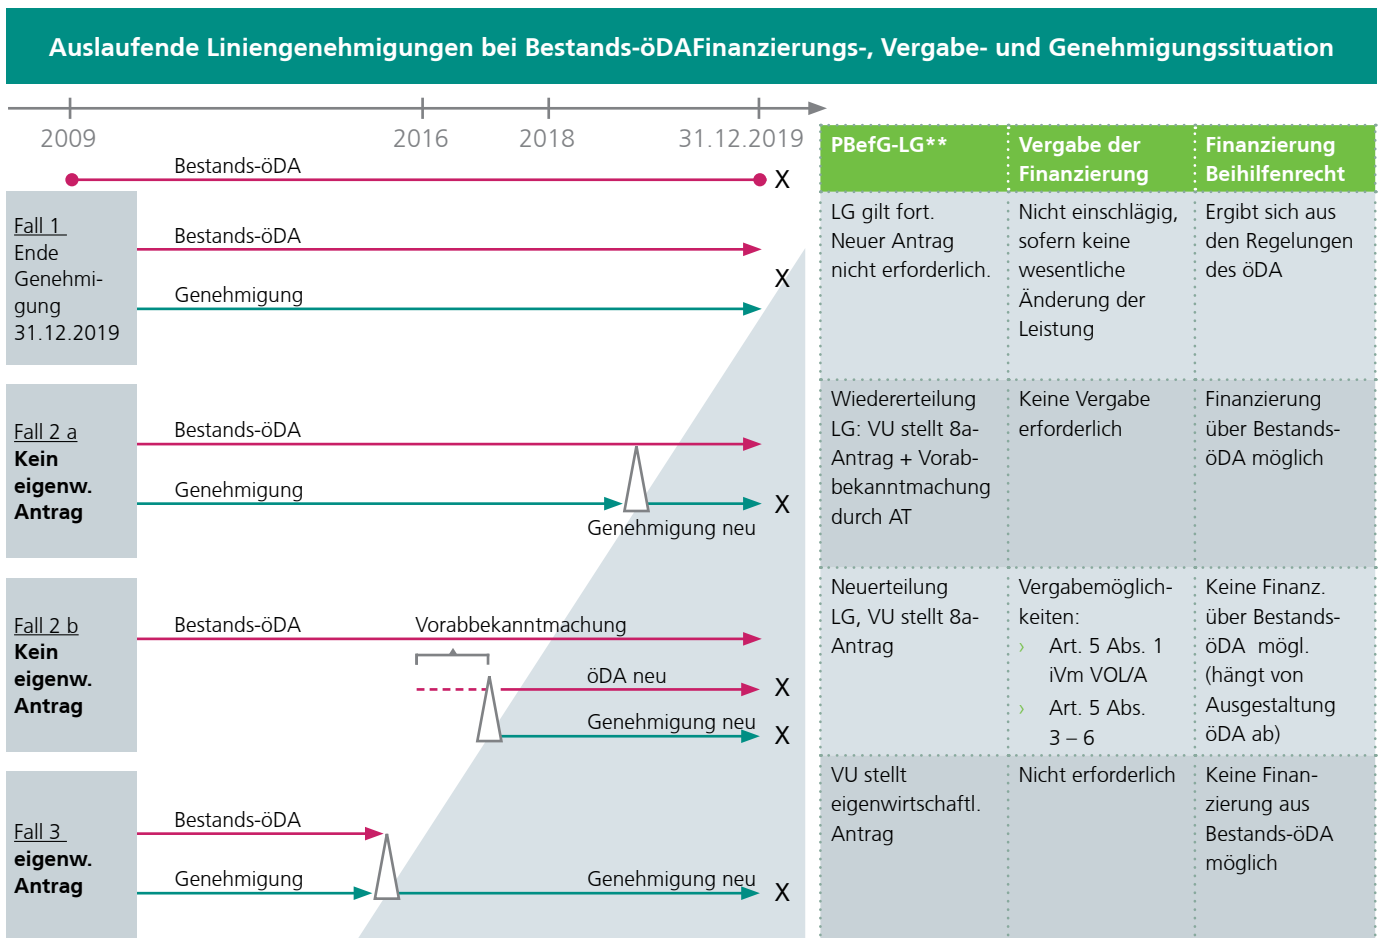 Auslaufende Liniengenehmigungen bei Bestands-öDAFinanzierungs-, Vergabe- und Genehmigungssituation
2009
2016
2018
31.12.2019
Bestands-öDA
X
PBefG-LG**
Vergabe der
Finanzierung
Finanzierung
Beihilfenrecht
Fall 1
Ende
Genehmi-
gung
31.12.2019
Bestands-öDA
Genehmigung
X
LG gilt fort.
Neuer Antrag
nicht erforderlich.
Nicht einschlägig,
sofern keine
wesentliche
Änderung der
Leistung
Ergibt sich aus
den Regelungen
des öDA
Fall 2 a
Kein
eigenw.
Antrag
Bestands-öDA
Genehmigung
X
Genehmigung neu
Wiedererteilung
LG: VU stellt 8a-
Antrag + Vorab-
bekanntmachung
durch AT
Keine Vergabe
erforderlich
Finanzierung
über Bestands-
öDA möglich
Fall 2 b
Kein
eigenw.
Antrag
Bestands-öDA
Vorabbekanntmachung
öDA neu
X
Genehmigung neu
X
Neuerteilung
LG, VU stellt 8a-
Antrag
Vergabemöglich-
keiten:
› Art. 5 Abs. 1
iVm VOL/A
› Art. 5 Abs.
3 – 6
Keine Finanz.
über Bestands-
öDA mögl.
(hängt von
Ausgestaltung
öDA ab)
Fall 3
eigenw.
Antrag
Bestands-öDA
Genehmigung
Genehmigung neu
X
VU stellt
eigenwirtschaftl.
Antrag
Nicht erforderlich
Keine Finan-
zierung aus
Bestands-öDA
möglich